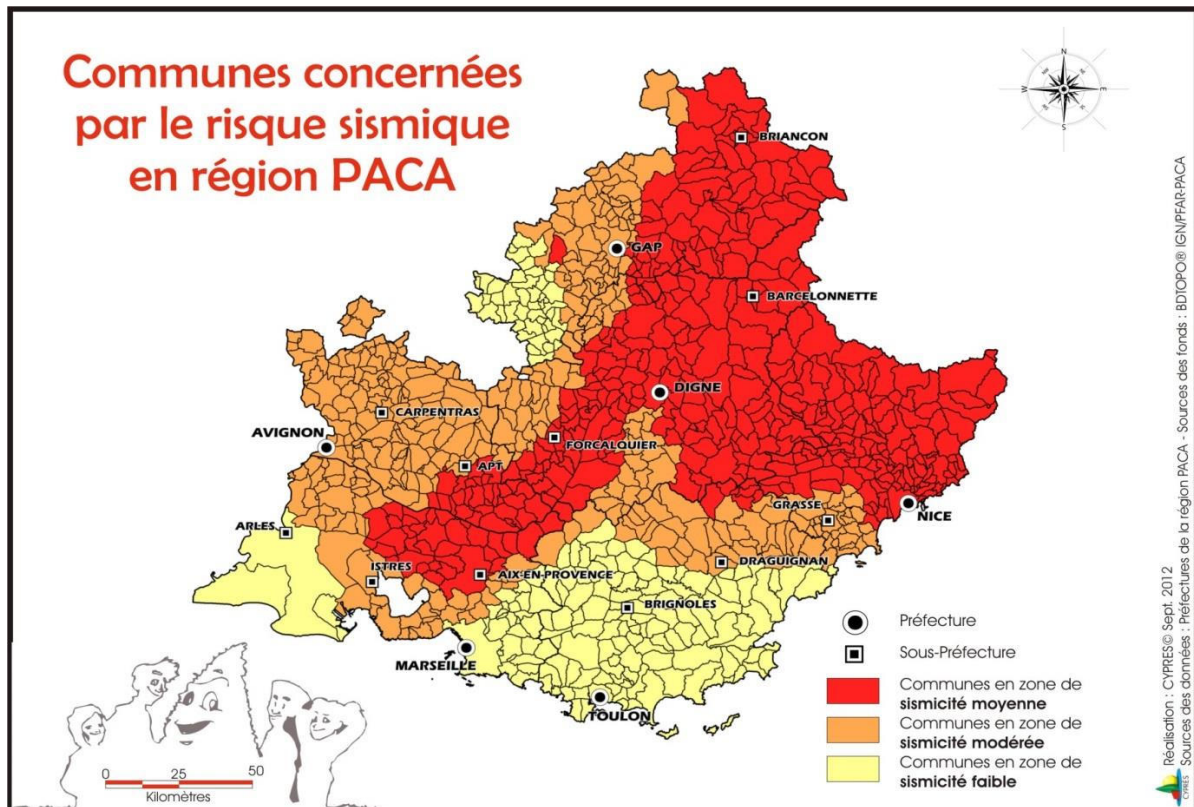 Communes concernées
par le risque sismique
en région PACA
N
W
E
S
BRIANCON
GAP
BARCELONNETTE
DIGNE
CARPENTRAS
AVIGNON
FORCALQUIER
APT
GRASSE
NICE
ARLES
ISTRES
DRAGUIGNAN
AIX-EN-PROVENCE
BRIGNOLES
MARSEILLE
TOULON
Préfecture
Sous-Préfecture
Communes en zone de
sismicité moyenne
Communes en zone de
sismicité modérée
Communes en zone de
sismicité faible
0 25 50
Kilomètres
Réalisation : CYPRES© Sept. 2012
Sources des données : Préfectures de la région PACA - Sources des fonds : BDTOPO® IGN/PFAR-PACA
CYPRES